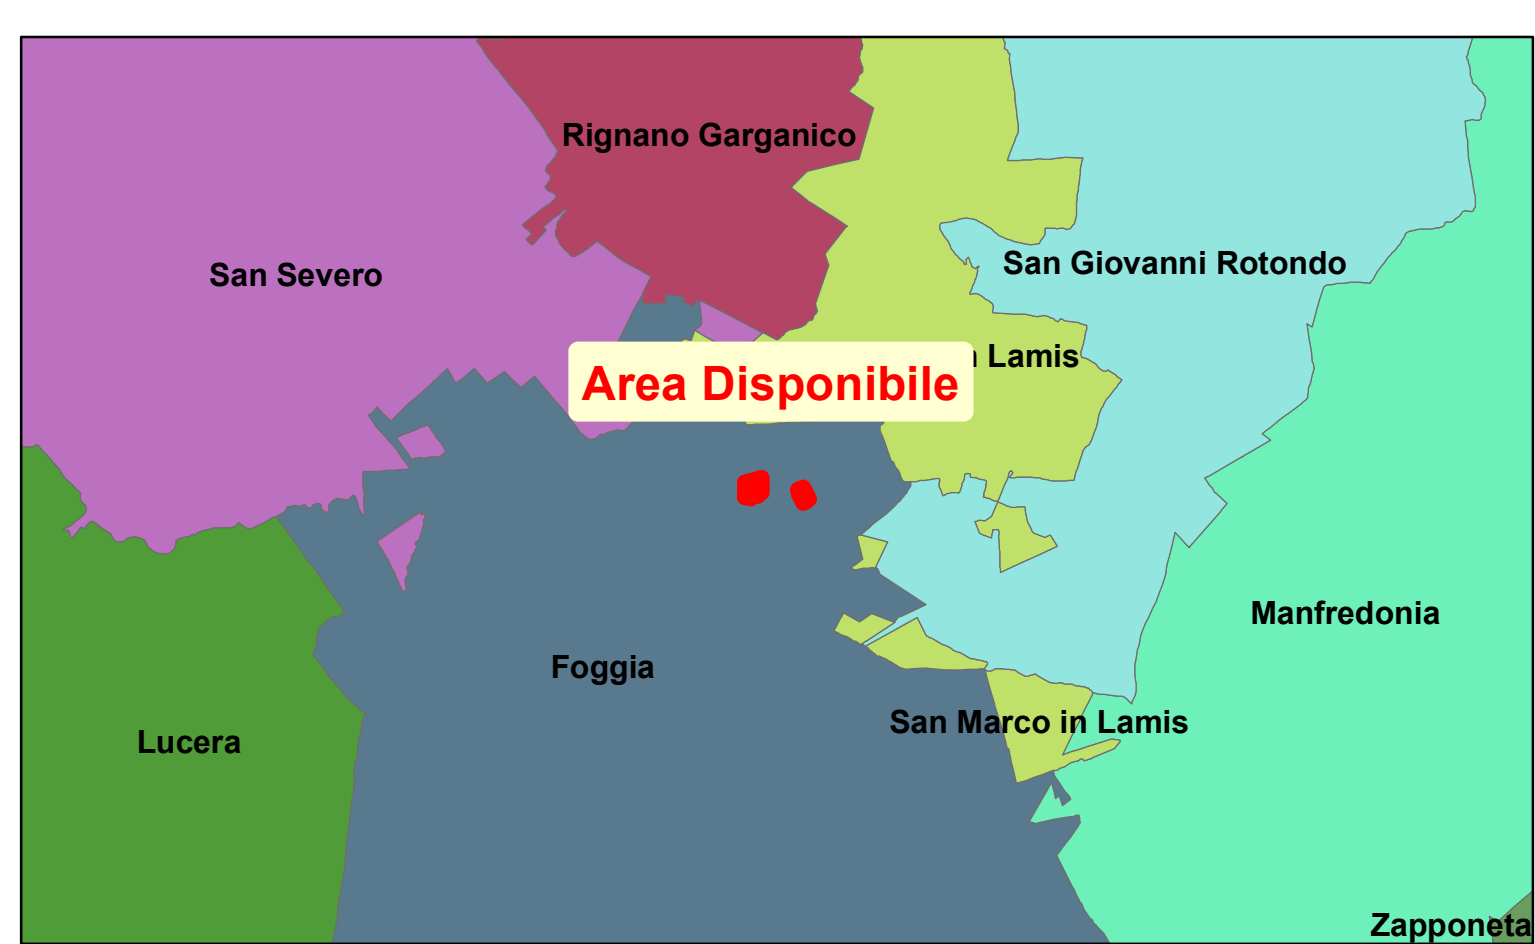 Rignano Garganico
San Severo
San Giovanni Rotondo
Lamis
Area Disponibile
Manfredonia
Foggia
San Marco in Lamis
Lucera
Zapponeta